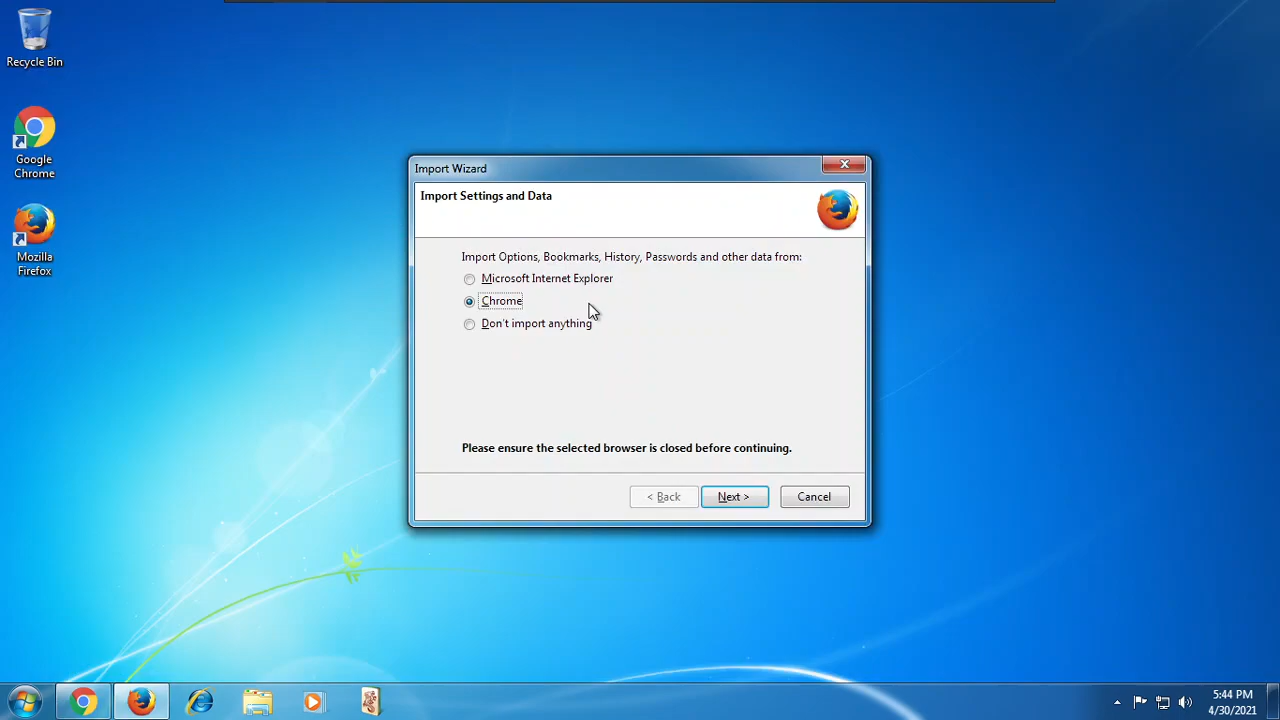 Recycle Bin
Google
Chrome
Mozilla
Firefox
Import Wizard
Import Settings and Data
Import Options, Bookmarks, History, Passwords and other data from:
Microsoft Internet Explorer
Chrome
Don't import anything
Please ensure the selected browser is closed before continuing.
< Back
Next >
Cancel
5:44 PM
4/30/2021